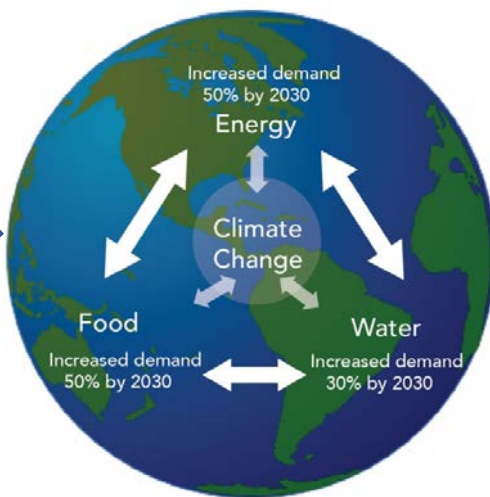 Increased demand
50% by 2030
Energy
Climate
Change
Food
Increased demand
50% by 2030
Water
Increased demand
30% by 2030